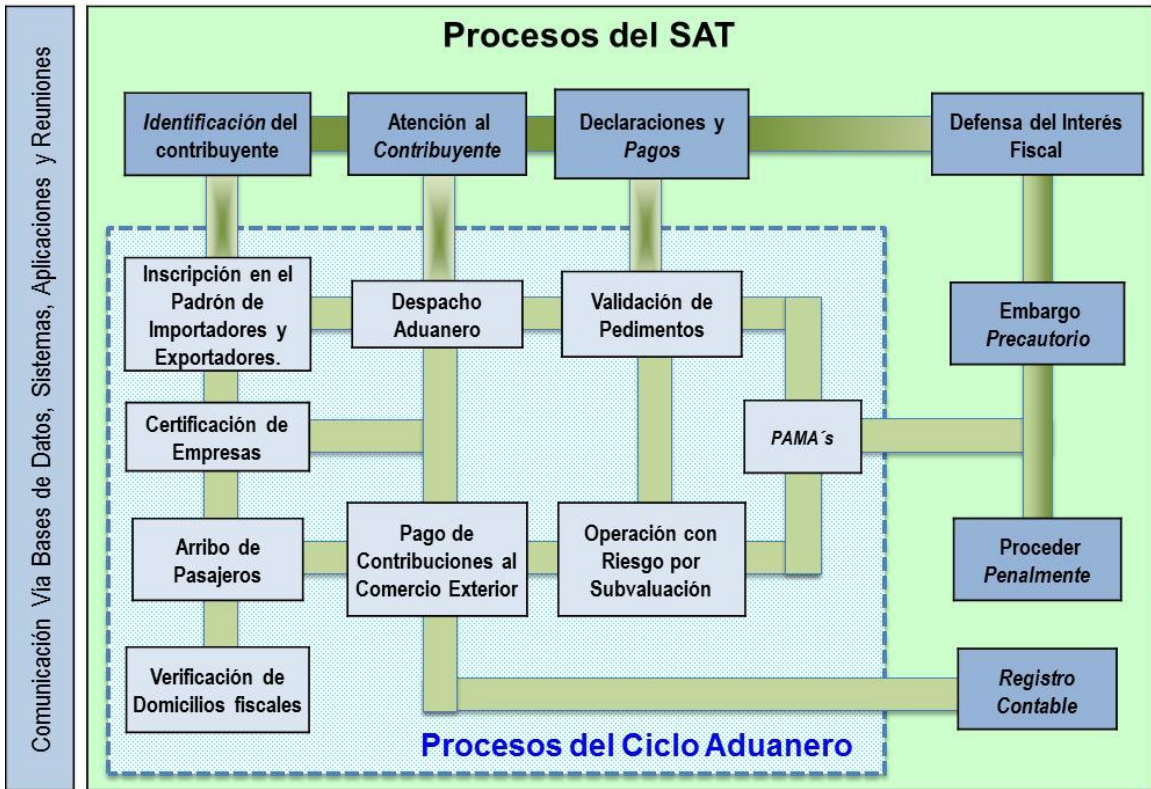 Procesos del SAT
Comunicación Vía Bases de Datos, Sistemas, Aplicaciones y Reuniones
Identificación del
contribuyente
Atención al
Contribuyente
Declaraciones y
Pagos
Defensa del Interés
Fiscal
Inscripción en el
Padrón de
Importadores y
Exportadores.
Despacho
Aduanero
Validación de
Pedimentos
Embargo
Precautorio
Certificación de
Empresas
PAMA´s
Arribo de
Pasajeros
Pago de
Contribuciones al
Comercio Exterior
Operación con
Riesgo por
Subvaluación
Proceder
Penalmente
Verificación de
Domicilios fiscales
Registro
Contable
Procesos del Ciclo Aduanero